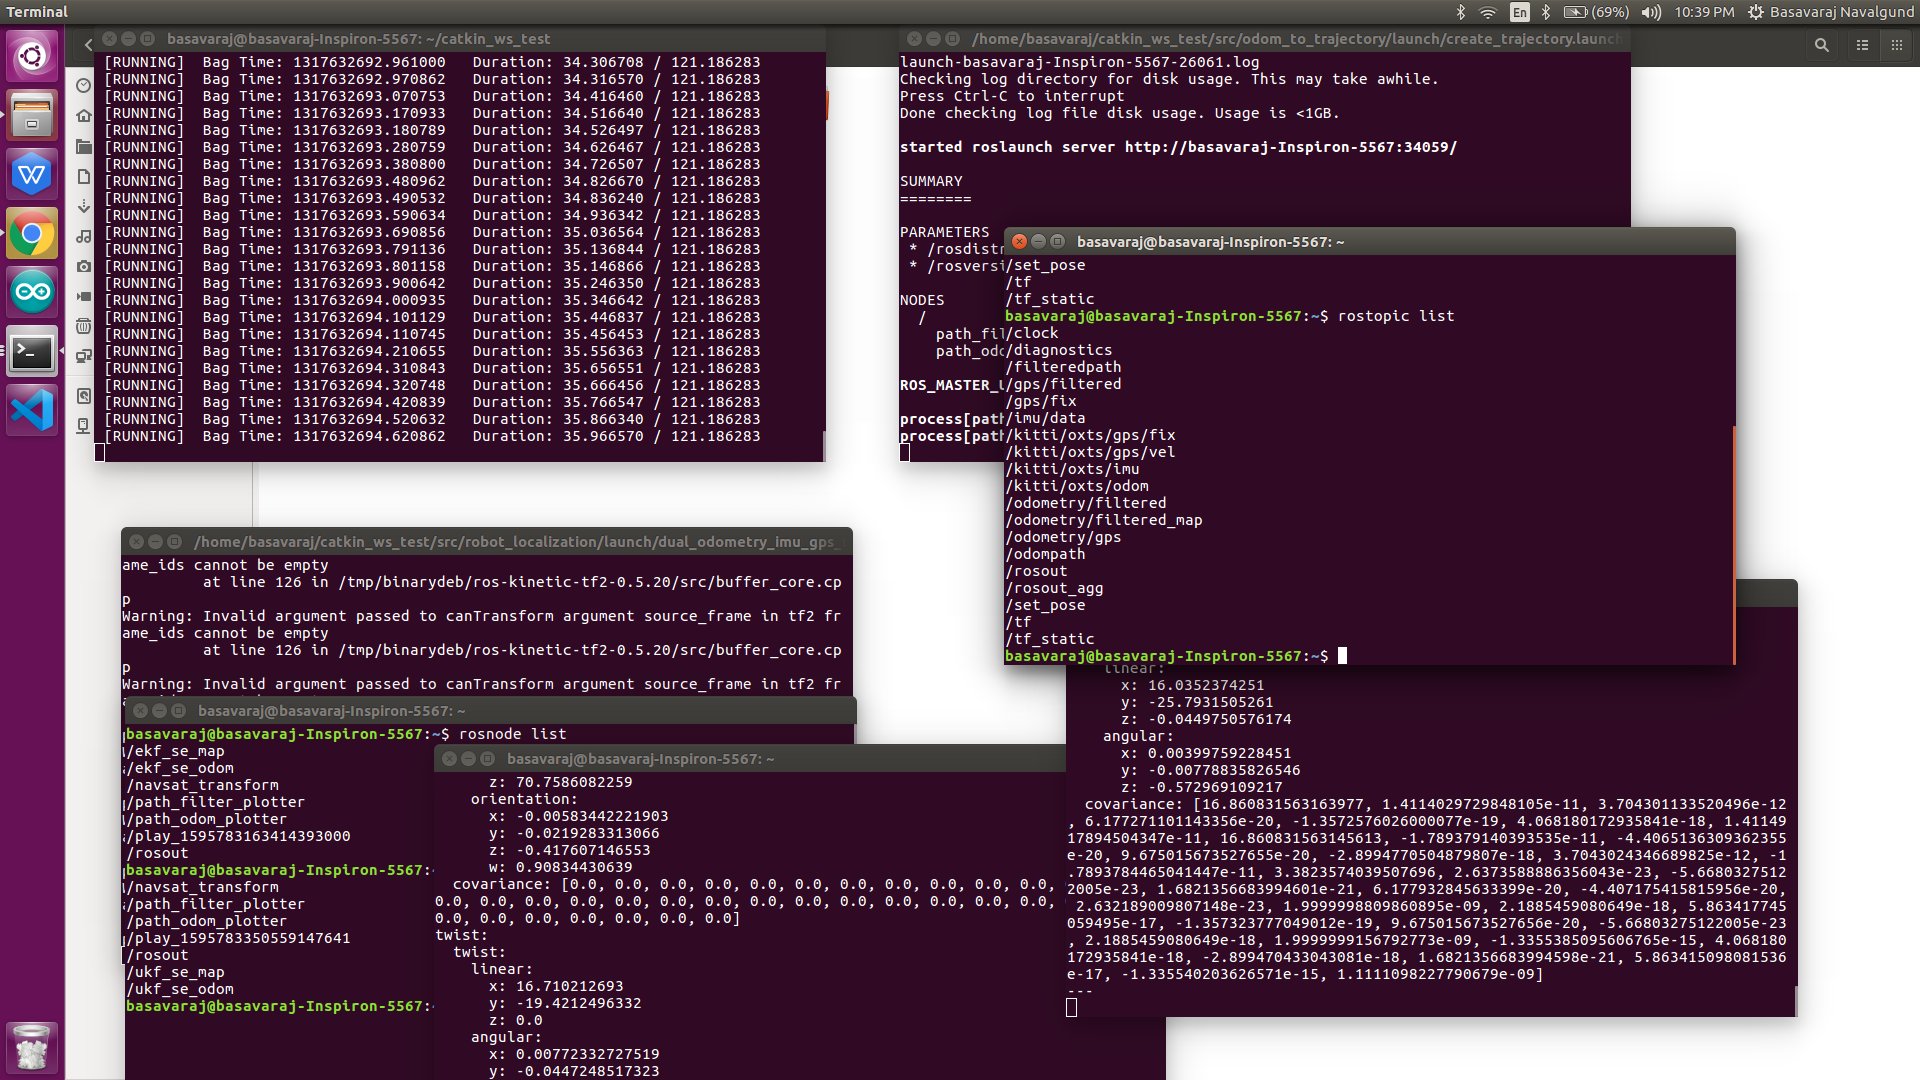 Terminal
En
(69%)
10:39 PM
Basavaraj Navalgund
basavaraj@basavaraj-Inspiron-5567: ~/catkin_ws_test
[RUNNING]  Bag Time: 1317632692.961000   Duration: 34.306708 / 121.186283
[RUNNING]  Bag Time: 1317632692.970862   Duration: 34.316570 / 121.186283
[RUNNING]  Bag Time: 1317632693.070753   Duration: 34.416460 / 121.186283
[RUNNING]  Bag Time: 1317632693.170933   Duration: 34.516640 / 121.186283
[RUNNING]  Bag Time: 1317632693.180789   Duration: 34.526497 / 121.186283
[RUNNING]  Bag Time: 1317632693.280759   Duration: 34.626467 / 121.186283
[RUNNING]  Bag Time: 1317632693.380800   Duration: 34.726507 / 121.186283
[RUNNING]  Bag Time: 1317632693.480962   Duration: 34.826670 / 121.186283
[RUNNING]  Bag Time: 1317632693.490532   Duration: 34.836240 / 121.186283
[RUNNING]  Bag Time: 1317632693.590634   Duration: 34.936342 / 121.186283
[RUNNING]  Bag Time: 1317632693.690856   Duration: 35.036564 / 121.186283
[RUNNING]  Bag Time: 1317632693.791136   Duration: 35.136844 / 121.186283
[RUNNING]  Bag Time: 1317632693.801158   Duration: 35.146866 / 121.186283
[RUNNING]  Bag Time: 1317632693.900642   Duration: 35.246350 / 121.186283
[RUNNING]  Bag Time: 1317632694.000935   Duration: 35.346642 / 121.186283
[RUNNING]  Bag Time: 1317632694.101129   Duration: 35.446837 / 121.186283
[RUNNING]  Bag Time: 1317632694.110745   Duration: 35.456453 / 121.186283
[RUNNING]  Bag Time: 1317632694.210655   Duration: 35.556363 / 121.186283
[RUNNING]  Bag Time: 1317632694.310843   Duration: 35.656551 / 121.186283
[RUNNING]  Bag Time: 1317632694.320748   Duration: 35.666456 / 121.186283
[RUNNING]  Bag Time: 1317632694.420839   Duration: 35.766547 / 121.186283
[RUNNING]  Bag Time: 1317632694.520632   Duration: 35.866340 / 121.186283
[RUNNING]  Bag Time: 1317632694.620862   Duration: 35.966570 / 121.186283
/home/basavaraj/catkin_ws_test/src/odom_to_trajectory/launch/create_trajectory.launch
launch-basavaraj-Inspiron-5567-26061.log
Checking log directory for disk usage. This may take awhile.
Press Ctrl-C to interrupt
Done checking log file disk usage. Usage is <1GB.
started roslaunch server http://basavaraj-Inspiron-5567:34059/
SUMMARY
========
PARAMETERS
* /rosdistr
* /rosversi
NODES
/
path_fil
path_odo
ROS_MASTER_U
process[path
process[path
basavaraj@basavaraj-Inspiron-5567: ~
/set_pose
/tf
/tf_static
basavaraj@basavaraj-Inspiron-5567:~$ rostopic list
/clock
/diagnostics
/filteredpath
/gps/filtered
/gps/fix
/imu/data
/kitti/oxts/gps/fix
/kitti/oxts/gps/vel
/kitti/oxts/imu
/kitti/oxts/odom
/odometry/filtered
/odometry/filtered_map
/odometry/gps
/odompath
/rosout
/rosout_agg
/set_pose
/tf
/tf_static
basavaraj@basavaraj-Inspiron-5567:~$
/home/basavaraj/catkin_ws_test/src/robot_localization/launch/dual_odometry_imu_gps_
ame_ids cannot be empty
at line 126 in /tmp/binarydeb/ros-kinetic-tf2-0.5.20/src/buffer_core.cp
p
Warning: Invalid argument passed to canTransform argument source_frame in tf2 fr
ame_ids cannot be empty
at line 126 in /tmp/binarydeb/ros-kinetic-tf2-0.5.20/src/buffer_core.cp
p
Warning: Invalid argument passed to canTransform argument source_frame in tf2 fr
basavaraj@basavaraj-Inspiron-5567: ~
basavaraj@basavaraj-Inspiron-5567:~$ rosnode list
/ekf_se_map
/ekf_se_odom
/navsat_transform
/path_filter_plotter
/path_odom_plotter
/play_1595783163414393000
/rosout
basavaraj@basavaraj-Inspiron-5567:
/navsat_transform
/path_filter_plotter
/path_odom_plotter
/play_1595783350559147641
/rosout
/ukf_se_map
/ukf_se_odom
basavaraj@basavaraj-Inspiron-5567:
basavaraj@basavaraj-Inspiron-5567: ~
z: 70.7586082259
orientation:
x: -0.00583442221903
y: -0.0219283313066
z: -0.417607146553
w: 0.90834430639
covariance: [0.0, 0.0, 0.0, 0.0, 0.0, 0.0, 0.0, 0.0, 0.0, 0.0, 0.0,
0.0, 0.0, 0.0, 0.0, 0.0, 0.0, 0.0, 0.0, 0.0, 0.0, 0.0, 0.0, 0.0, 0.0,
0.0, 0.0, 0.0, 0.0, 0.0, 0.0, 0.0]
twist:
twist:
linear:
x: 16.710212693
y: -19.4212496332
z: 0.0
angular:
x: 0.00772332727519
y: -0.0447248517323
linear:
x: 16.0352374251
y: -25.7931505261
z: -0.0449750576174
angular:
x: 0.00399759228451
y: -0.00778835826546
z: -0.572969109217
covariance: [16.860831563163977, 1.4114029729848105e-11, 3.704301133520496e-12
, 6.177271101143356e-20, -1.3572576026000077e-19, 4.068180172935841e-18, 1.41149
17894504347e-11, 16.860831563145613, -1.789379140393535e-11, -4.4065136309362355
e-20, 9.675015673527655e-20, -2.8994770504879807e-18, 3.7043024346689825e-12, -1
.7893784465041447e-11, 3.3823574039507696, 2.6373588886356043e-23, -5.6680327512
2005e-23, 1.6821356683994601e-21, 6.177932845633399e-20, -4.407175415815956e-20,
2.632189009807148e-23, 1.9999998809860895e-09, 2.1885459080649e-18, 5.863417745
059495e-17, -1.357323777049012e-19, 9.675015673527656e-20, -5.66803275122005e-23
, 2.1885459080649e-18, 1.9999999156792773e-09, -1.3355385095606765e-15, 4.068180
172935841e-18, -2.899470433043081e-18, 1.6821356683994598e-21, 5.863415098081536
e-17, -1.335540203626571e-15, 1.1111098227790679e-09]
---